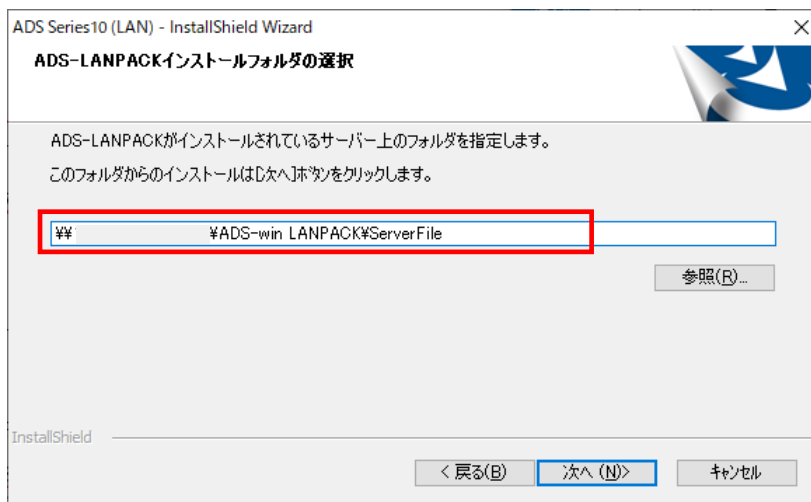 ADS Series10 (LAN) - InstallShield Wizard
ADS-LANPACKインストールフォルダの選択
ADS-LANPACKがインストールされているサーバー上のフォルダを指定します。
このフォルダからのインストールは[次へ]ボタンをクリックします。
¥¥ ¥ADS-win LANPACK¥ServerFile
参照(R)...
InstallShield
< 戻る(B)
次へ (N)>
キャンセル